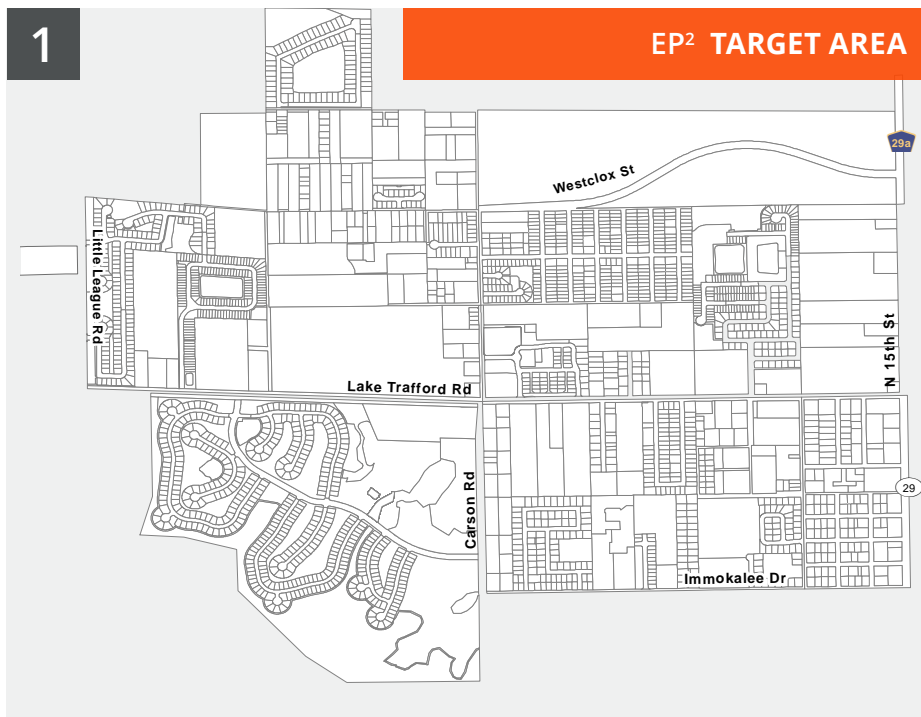 1
EP² TARGET AREA
29a
Westclox St
Little League Rd
N 15th St
Lake Trafford Rd
Carson Rd
29
Immokalee Dr